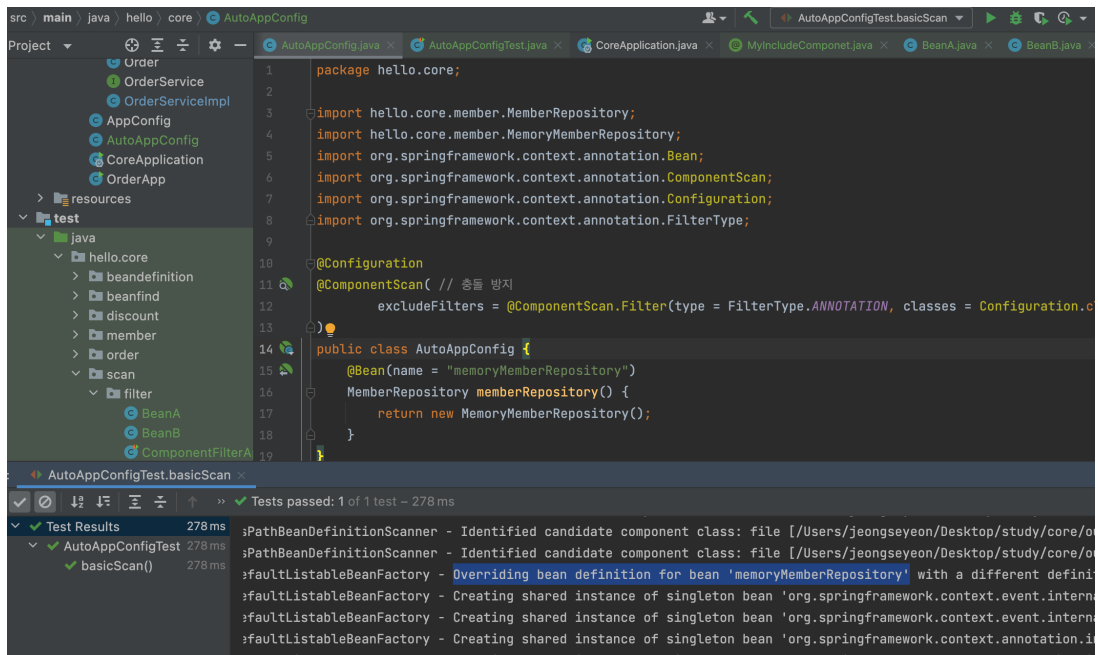 src › main › java › hello › core › AutoAppConfig
AutoAppConfigTest.basicScan
Project
AutoAppConfig.java
AutoAppConfigTest.java
CoreApplication.java
MyIncludeComponet.java
BeanA.java
BeanB.java
Order
OrderService
OrderServiceImpl
AppConfig
AutoAppConfig
CoreApplication
OrderApp
resources
test
java
hello.core
beandefinition
beanfind
discount
member
order
scan
filter
BeanA
BeanB
ComponentFilterA
1 package hello.core;
2
3 import hello.core.member.MemberRepository;
4 import hello.core.member.MemoryMemberRepository;
5 import org.springframework.context.annotation.Bean;
6 import org.springframework.context.annotation.ComponentScan;
7 import org.springframework.context.annotation.Configuration;
8 import org.springframework.context.annotation.FilterType;
9
10 @Configuration
11 @ComponentScan( // 충돌 방지
12 excludeFilters = @ComponentScan.Filter(type = FilterType.ANNOTATION, classes = Configuration.c
13 )
14 public class AutoAppConfig {
15 @Bean(name = "memoryMemberRepository")
16 MemberRepository memberRepository() {
17 return new MemoryMemberRepository();
18 }
19 }
: AutoAppConfigTest.basicScan
» Tests passed: 1 of 1 test – 278 ms
Test Results 278 ms
AutoAppConfigTest 278 ms
basicScan() 278 ms
sPathBeanDefinitionScanner - Identified candidate component class: file [/Users/jeongseyeon/Desktop/study/core/ou
sPathBeanDefinitionScanner - Identified candidate component class: file [/Users/jeongseyeon/Desktop/study/core/ou
efaultListableBeanFactory - Overriding bean definition for bean 'memoryMemberRepository' with a different definit
efaultListableBeanFactory - Creating shared instance of singleton bean 'org.springframework.context.event.interna
efaultListableBeanFactory - Creating shared instance of singleton bean 'org.springframework.context.event.interna
efaultListableBeanFactory - Creating shared instance of singleton bean 'org.springframework.context.annotation.in